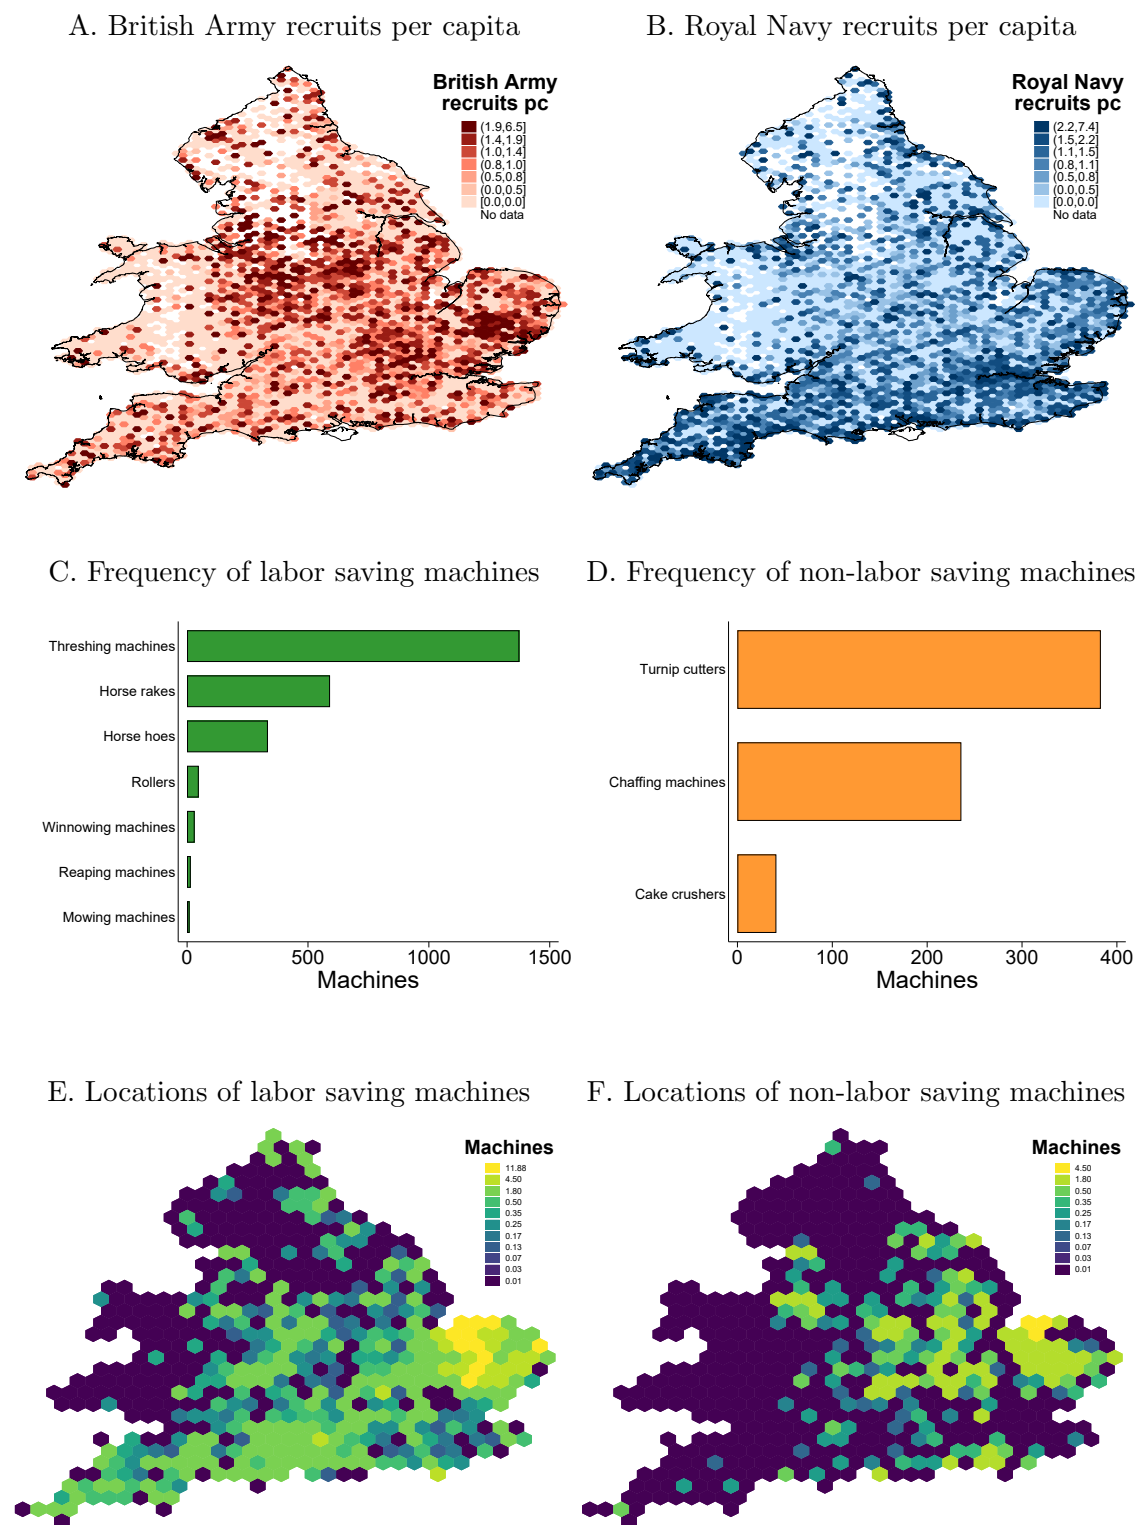 A. British Army recruits per capita
B. Royal Navy recruits per capita
British Army
recruits pc
(1.9,6.5]
(1.4,1.9]
(1.0,1.4]
(0.8,1.0]
(0.5,0.8]
(0.0,0.5]
[0.0,0.0]
No data
Royal Navy
recruits pc
(2.2,7.4]
(1.5,2.2]
(1.1,1.5]
(0.8,1.1]
(0.5,0.8]
(0.0,0.5]
[0.0,0.0]
No data
C. Frequency of labor saving machines
D. Frequency of non-labor saving machines
Threshing machines
Horse rakes
Horse hoes
Rollers
Winnowing machines
Reaping machines
Mowing machines
0 500 1000 1500
Machines
Turnip cutters
Chaffing machines
Cake crushers
0 100 200 300 400
Machines
E. Locations of labor saving machines
F. Locations of non-labor saving machines
Machines
11.88
4.50
1.80
0.50
0.35
0.25
0.17
0.13
0.07
0.03
0.01
Machines
4.50
1.80
0.50
0.35
0.25
0.17
0.13
0.07
0.03
0.01